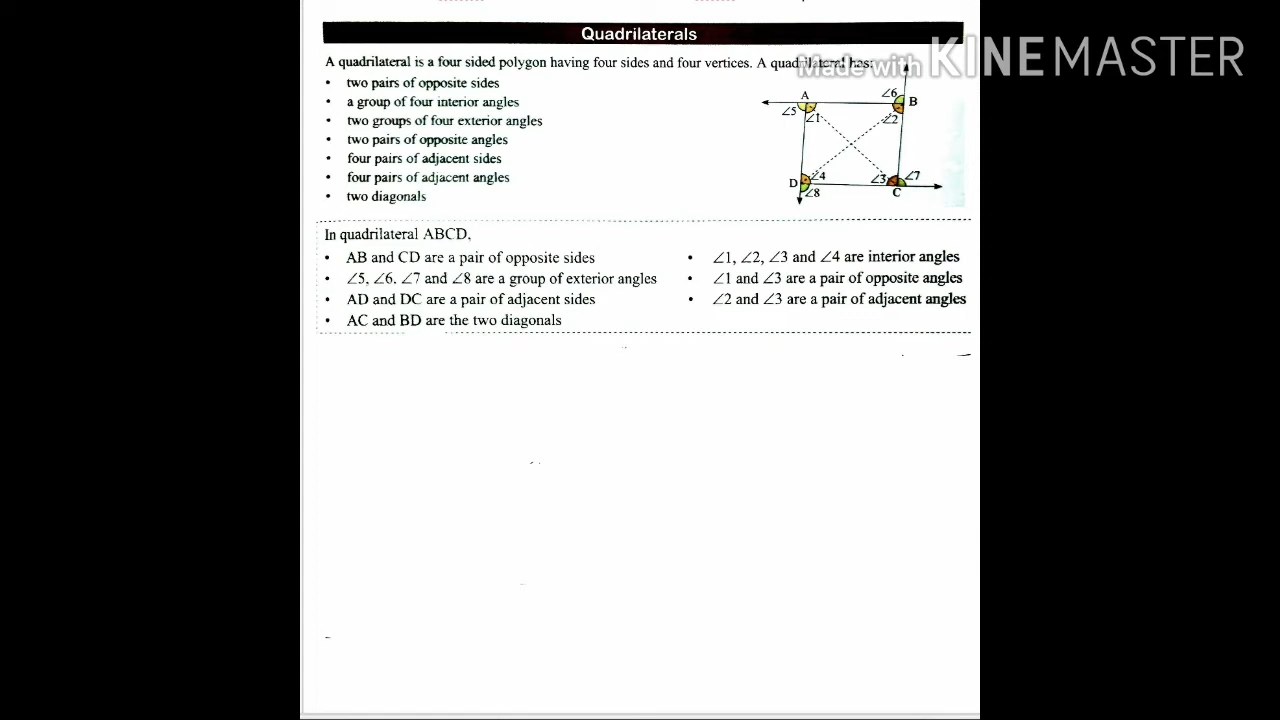 Quadrilaterals
A quadrilateral is a four sided polygon having four sides and four vertices. A quadrilateral has:
Made with KINEMASTER
• two pairs of opposite sides
• a group of four interior angles
• two groups of four exterior angles
• two pairs of opposite angles
• four pairs of adjacent sides
• four pairs of adjacent angles
• two diagonals
A
∠6
B
∠5
∠1
∠2
D
∠4
∠3
∠7
∠8
C
In quadrilateral ABCD,
• AB and CD are a pair of opposite sides
• ∠5, ∠6. ∠7 and ∠8 are a group of exterior angles
• AD and DC are a pair of adjacent sides
• AC and BD are the two diagonals
• ∠1, ∠2, ∠3 and ∠4 are interior angles
• ∠1 and ∠3 are a pair of opposite angles
• ∠2 and ∠3 are a pair of adjacent angles